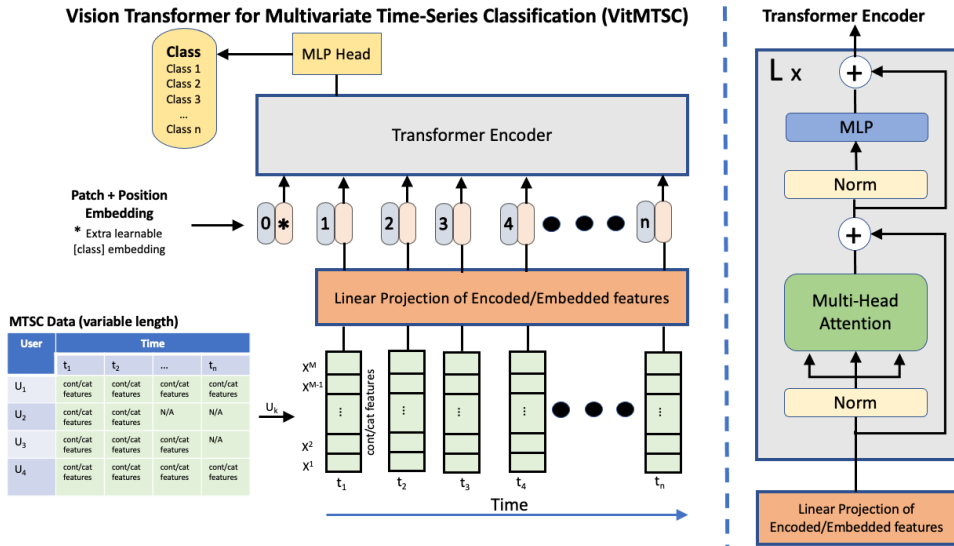 Vision Transformer for Multivariate Time-Series Classification (VitMTSC)
Class
Class 1
Class 2
Class 3
...
Class n
MLP Head
Transformer Encoder
Patch + Position
Embedding
* Extra learnable
[class] embedding
0 *
1
2
3
4
n
Linear Projection of Encoded/Embedded features
MTSC Data (variable length)
User Time
t1 t2 ... tn
U1 cont/cat features cont/cat features cont/cat features cont/cat features
U2 cont/cat features cont/cat features N/A N/A
U3 cont/cat features cont/cat features cont/cat features N/A
U4 cont/cat features cont/cat features cont/cat features cont/cat features
Uk
X^M
X^M-1
X^2
X^1
cont/cat features
... ... ... ... ...
t1 t2 t3 t4 tn
Time
Transformer Encoder
L x
+
MLP
Norm
+
Multi-Head
Attention
Norm
Linear Projection of
Encoded/Embedded features